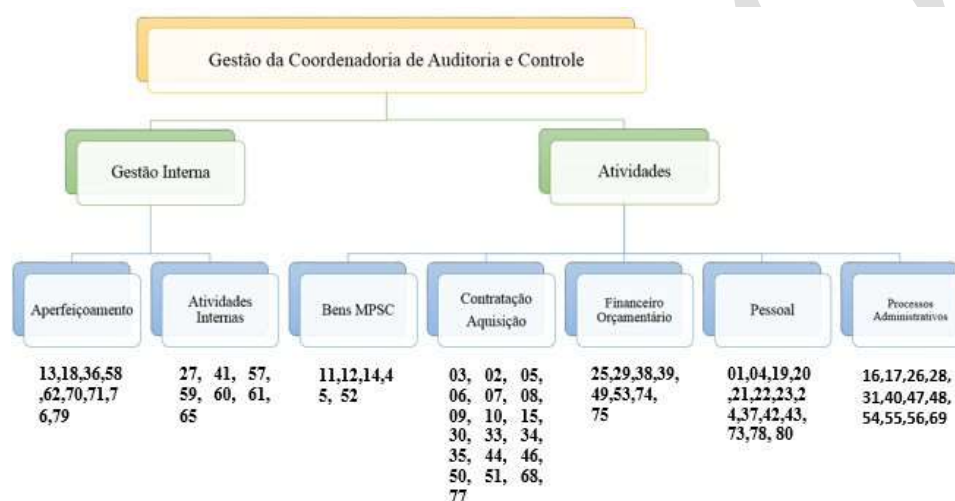 Gestão da Coordenadoria de Auditoria e Controle
Gestão Interna
Atividades
Aperfeiçoamento
Atividades
Internas
Bens MPSC
Contratação
Aquisição
Financeiro
Orçamentário
Pessoal
Processos
Administrativos
13,18,36,58
,62,70,71,7
6,79
27, 41, 57,
59, 60, 61,
65
11,12,14,4
5, 52
03, 02, 05,
06, 07, 08,
09, 10, 15,
30, 33, 34,
35, 44, 46,
50, 51, 68,
77
25,29,38,39,
49,53,74,
75
01,04,19,20
,21,22,23,2
4,37,42,43,
73,78, 80
16,17,26,28,
31,40,47,48,
54,55,56,69